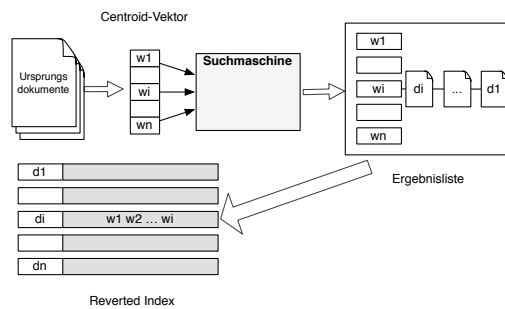 Centroid-Vektor
Ursprungs
dokumente
w1
wi
wn
Suchmaschine
w1
wi
di
...
d1
wn
Ergebnisliste
d1
di
w1 w2 … wi
dn
Reverted Index